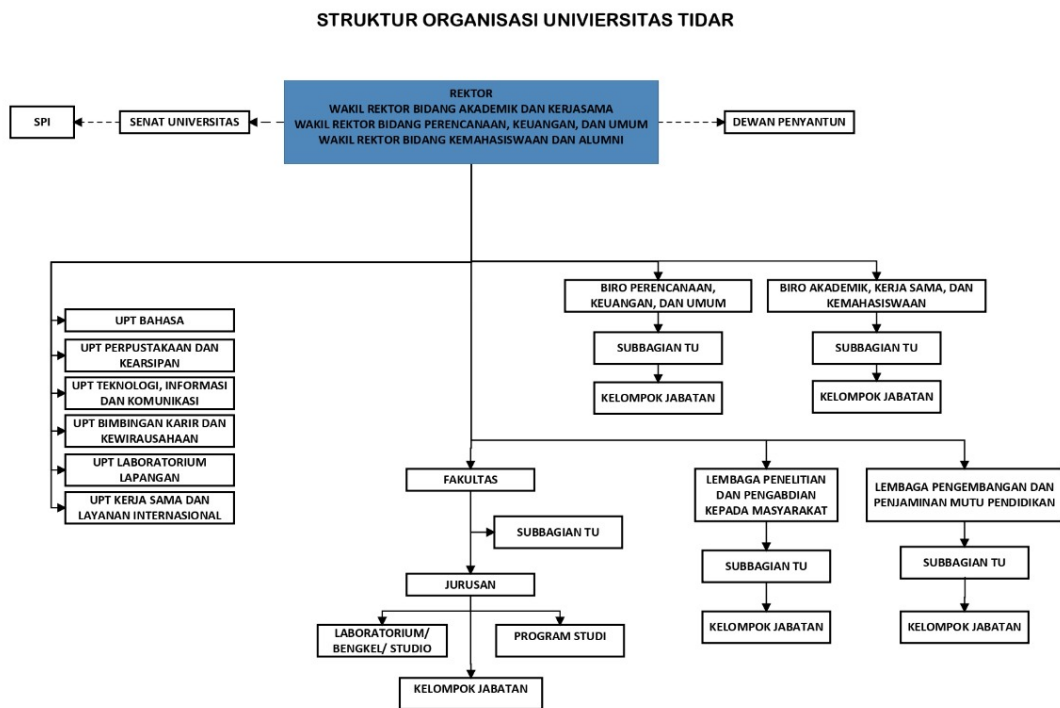 STRUKTUR ORGANISASI UNIVIERSITAS TIDAR
REKTOR
WAKIL REKTOR BIDANG AKADEMIK DAN KERJASAMA
WAKIL REKTOR BIDANG PERENCANAAN, KEUANGAN, DAN UMUM
WAKIL REKTOR BIDANG KEMAHASISWAAN DAN ALUMNI
SPI
SENAT UNIVERSITAS
DEWAN PENYANTUN
BIRO PERENCANAAN,
KEUANGAN, DAN UMUM
BIRO AKADEMIK, KERJA SAMA, DAN
KEMAHASISWAAN
SUBBAGIAN TU
SUBBAGIAN TU
KELOMPOK JABATAN
KELOMPOK JABATAN
UPT BAHASA
UPT PERPUSTAKAAN DAN
KEARSIPAN
UPT TEKNOLOGI, INFORMASI
DAN KOMUNIKASI
UPT BIMBINGAN KARIR DAN
KEWIRAUSAHAAN
UPT LABORATORIUM
LAPANGAN
UPT KERJA SAMA DAN
LAYANAN INTERNASIONAL
FAKULTAS
SUBBAGIAN TU
JURUSAN
LABORATORIUM/
BENGKEL/ STUDIO
PROGRAM STUDI
KELOMPOK JABATAN
LEMBAGA PENELITIAN
DAN PENGABDIAN
KEPADA MASYARAKAT
SUBBAGIAN TU
KELOMPOK JABATAN
LEMBAGA PENGEMBANGAN DAN
PENJAMINAN MUTU PENDIDIKAN
SUBBAGIAN TU
KELOMPOK JABATAN